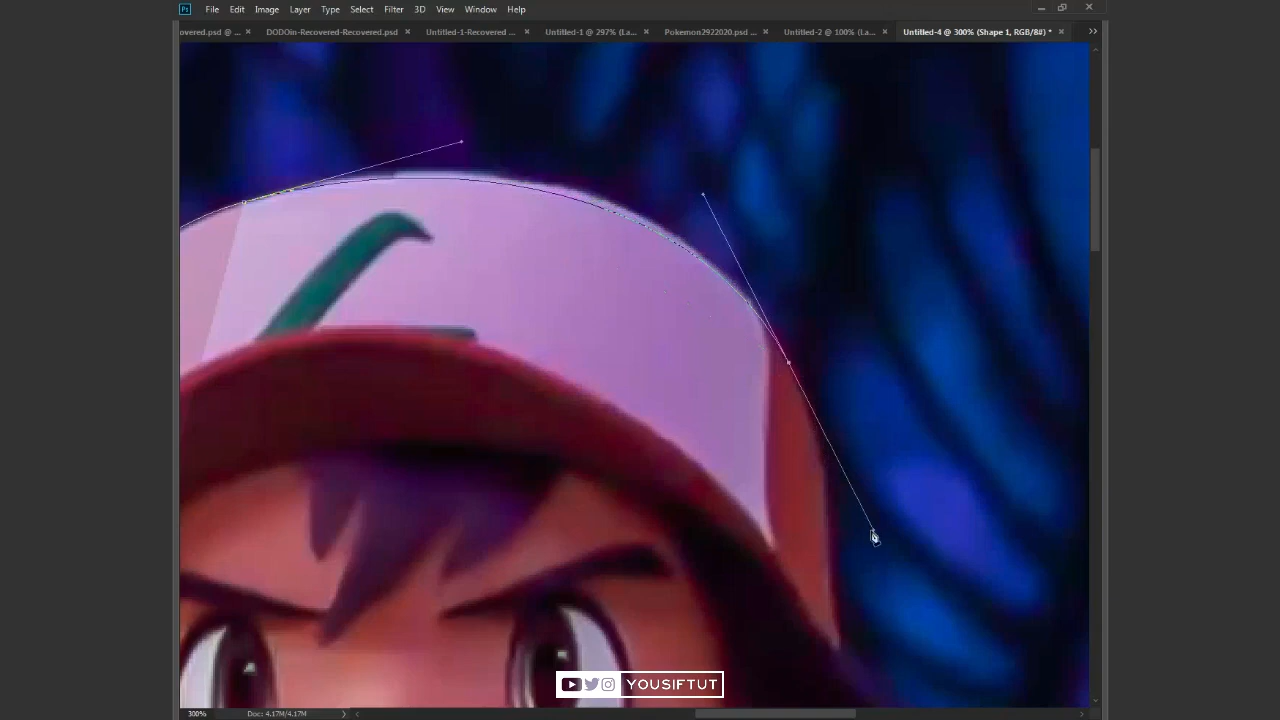 Ps File Edit Image Layer Type Select Filter 3D View Window Help
overed.psd @ ... × DODOin-Recovered-Recovered.psd × Untitled-1-Recovered ... × Untitled-1 @ 297% (La... × Pokemon2922020.psd ... × Untitled-2 @ 100% (La... × Untitled-4 @ 300% (Shape 1, RGB/8#) * ×
YOUSIFTUT
300% Doc: 4.17M/4.17M